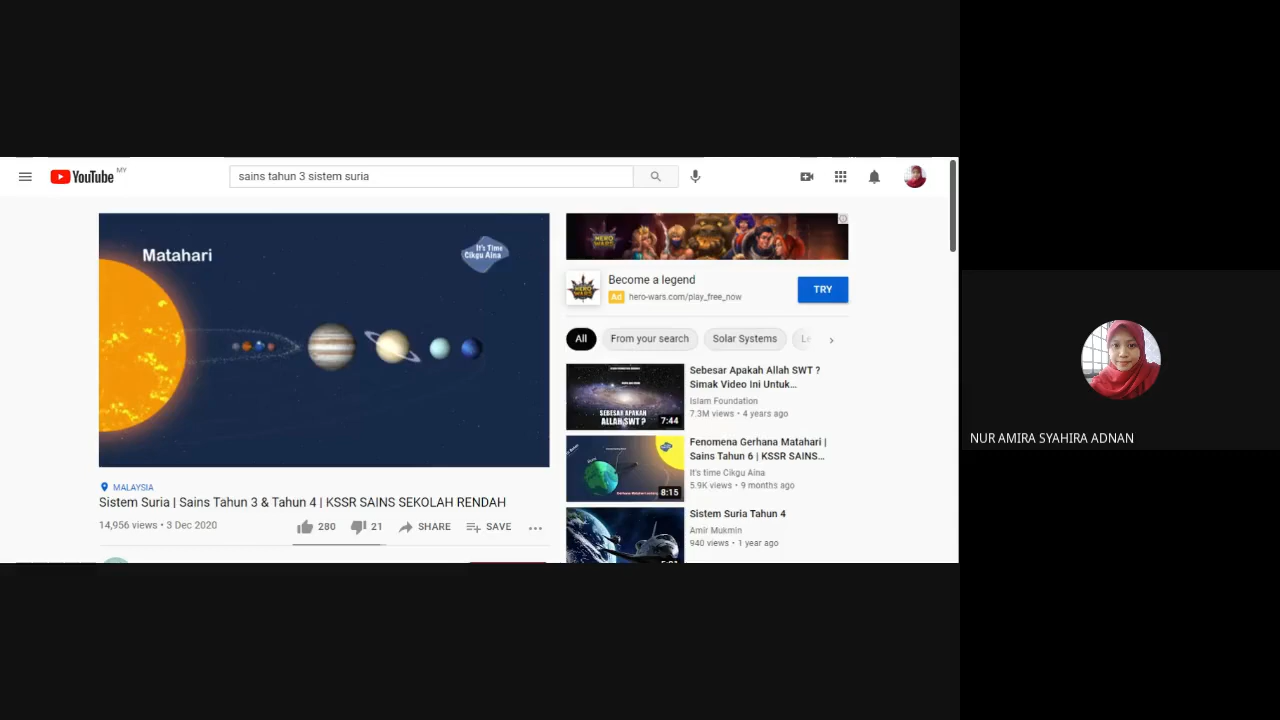 YouTube MY
sains tahun 3 sistem suria
Matahari
It's Time
Cikgu Aina
MALAYSIA
Sistem Suria | Sains Tahun 3 & Tahun 4 | KSSR SAINS SEKOLAH RENDAH
14,956 views • 3 Dec 2020
280
21
SHARE
SAVE
HERO
WARS
Become a legend
Ad hero-wars.com/play_free_now
TRY
All
From your search
Solar Systems
Le
SEBESAR APAKAH
ALLAH SWT ?
7:44
Sebesar Apakah Allah SWT ?
Simak Video Ini Untuk...
Islam Foundation
7.3M views • 4 years ago
8:15
Fenomena Gerhana Matahari |
Sains Tahun 6 | KSSR SAINS...
It's time Cikgu Aina
5.9K views • 9 months ago
Sistem Suria Tahun 4
Amir Mukmin
940 views • 1 year ago
NUR AMIRA SYAHIRA ADNAN